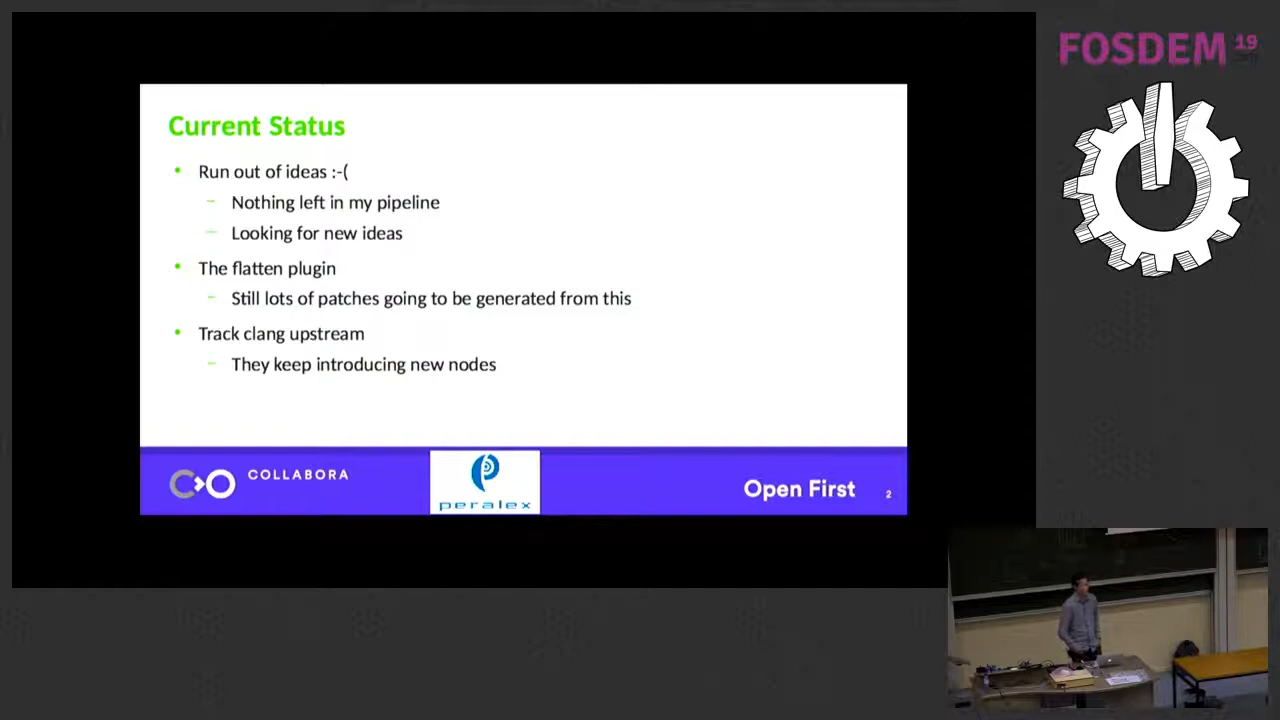 FOSDEM 19
Current Status
Run out of ideas :-(
Nothing left in my pipeline
Looking for new ideas
The flatten plugin
Still lots of patches going to be generated from this
Track clang upstream
They keep introducing new nodes
COLLABORA
peralex
Open First
2